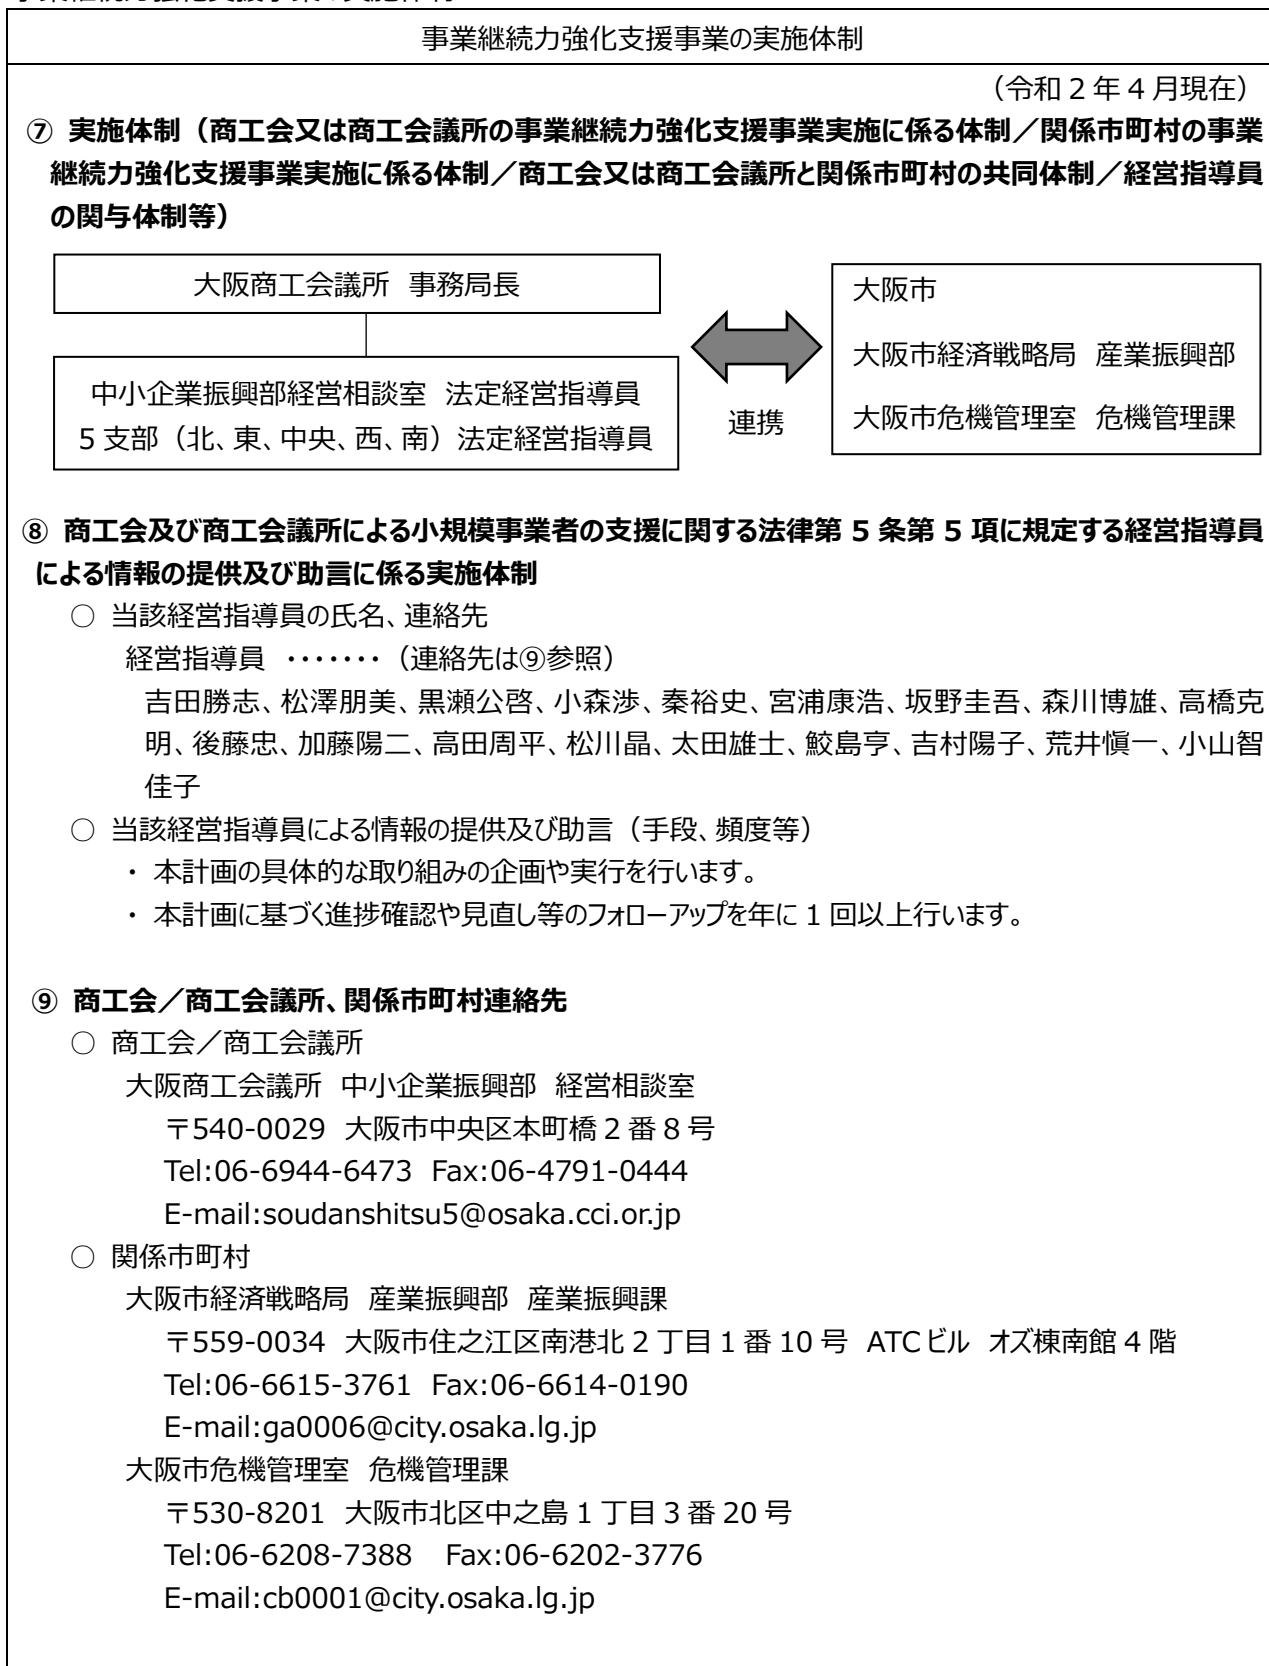 事業継続力強化支援事業の実施体制
（令和 2 年 4 月現在）
⑦ 実施体制（商工会又は商工会議所の事業継続力強化支援事業実施に係る体制／関係市町村の事業
継続力強化支援事業実施に係る体制／商工会又は商工会議所と関係市町村の共同体制／経営指導員
の関与体制等）
大阪商工会議所 事務局長
中小企業振興部経営相談室 法定経営指導員
5 支部（北、東、中央、西、南）法定経営指導員
連携
大阪市
大阪市経済戦略局 産業振興部
大阪市危機管理室 危機管理課
⑧ 商工会及び商工会議所による小規模事業者の支援に関する法律第 5 条第 5 項に規定する経営指導員
による情報の提供及び助言に係る実施体制
○ 当該経営指導員の氏名、連絡先
経営指導員 ・・・・・・・（連絡先は⑨参照）
吉田勝志、松澤朋美、黒瀬公啓、小森渉、秦裕史、宮浦康浩、坂野圭吾、森川博雄、高橋克
明、後藤忠、加藤陽二、高田周平、松川晶、太田雄士、鮫島亨、吉村陽子、荒井愼一、小山智
佳子
○ 当該経営指導員による情報の提供及び助言（手段、頻度等）
・ 本計画の具体的な取り組みの企画や実行を行います。
・ 本計画に基づく進捗確認や見直し等のフォローアップを年に 1 回以上行います。
⑨ 商工会／商工会議所、関係市町村連絡先
○ 商工会／商工会議所
大阪商工会議所 中小企業振興部 経営相談室
〒540-0029 大阪市中央区本町橋 2 番 8 号
Tel:06-6944-6473 Fax:06-4791-0444
E-mail:soudanshitsu5@osaka.cci.or.jp
○ 関係市町村
大阪市経済戦略局 産業振興部 産業振興課
〒559-0034 大阪市住之江区南港北 2 丁目 1 番 10 号 ATC ビル オズ棟南館 4 階
Tel:06-6615-3761 Fax:06-6614-0190
E-mail:ga0006@city.osaka.lg.jp
大阪市危機管理室 危機管理課
〒530-8201 大阪市北区中之島 1 丁目 3 番 20 号
Tel:06-6208-7388 Fax:06-6202-3776
E-mail:cb0001@city.osaka.lg.jp